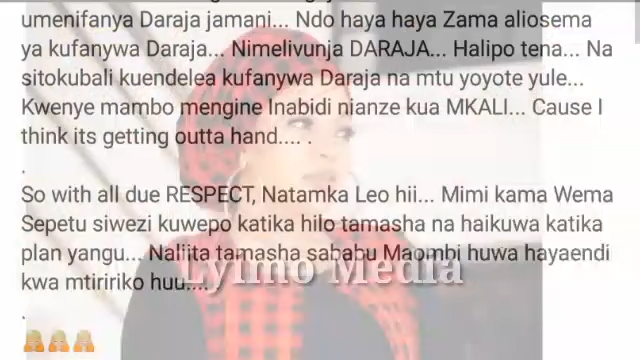 umenifanya Daraja jamani... Ndo haya haya Zama aliosema
ya kufanywa Daraja... Nimelivunja DARAJA... Halipo tena... Na
sitokubali kuendelea kufanywa Daraja na mtu yoyote yule...
Kwenye mambo mengine Inabidi nianze kua MKALI... Cause I
think its getting outta hand.... .
.
So with all due RESPECT, Natamka Leo hii... Mimi kama Wema
Sepetu siwezi kuwepo katika hilo tamasha na haikuwa katika
plan yangu... Naliita tamasha sababu Maombi huwa hayaendi
Lyimo Media
kwa mtiririko huu....
.